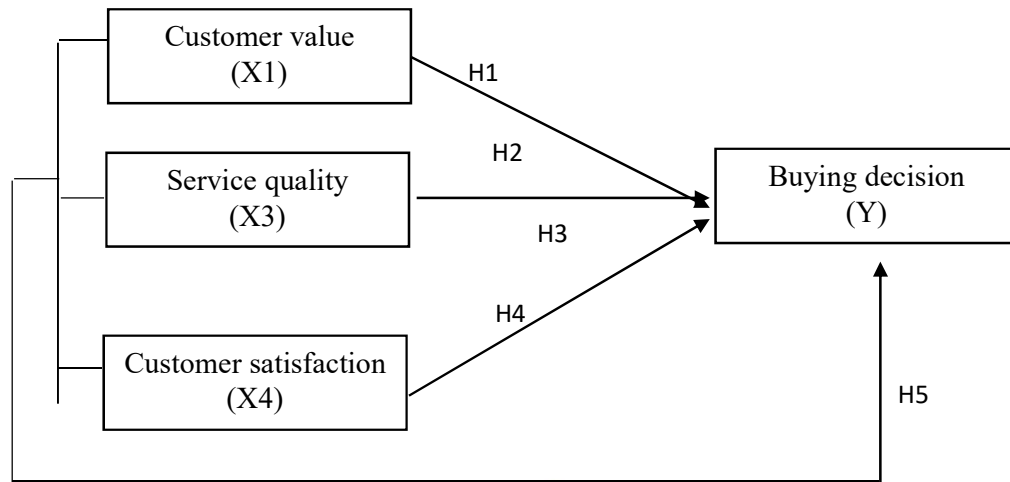 Customer value
(X1)
H1
H2
Service quality
(X3)
Buying decision
(Y)
H3
H4
Customer satisfaction
(X4)
H5